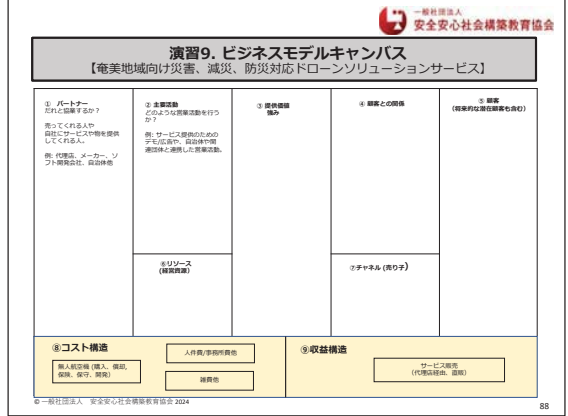 一般社団法人
安全安心社会構築教育協会
演習9. ビジネスモデルキャンバス
【奄美地域向け災害、減災、防災対応ドローンソリューションサービス】
① パートナー
だれと協業するか？
売ってくれる人や
自社にサービスや物を提供
してくれる人。
例: 代理店、メーカー、ソ
フト開発会社、自治体他
② 主要活動
どのような営業活動を行う
か？
例: サービス提供のための
デモ/広告や、自治体や関
連団体と連携した営業活動。
③ 提供価値
強み
④ 顧客との関係
⑤ 顧客
(将来的な潜在顧客も含む)
⑥リソース
(経営資源)
⑦チャネル (売り子)
⑧コスト構造
無人航空機 (購入、償却、
保険、保守、開発)
人件費/事務所費他
雑費他
⑨収益構造
サービス販売
(代理店経由、直販)
© 一般社団法人 安全安心社会構築教育協会 2024
88